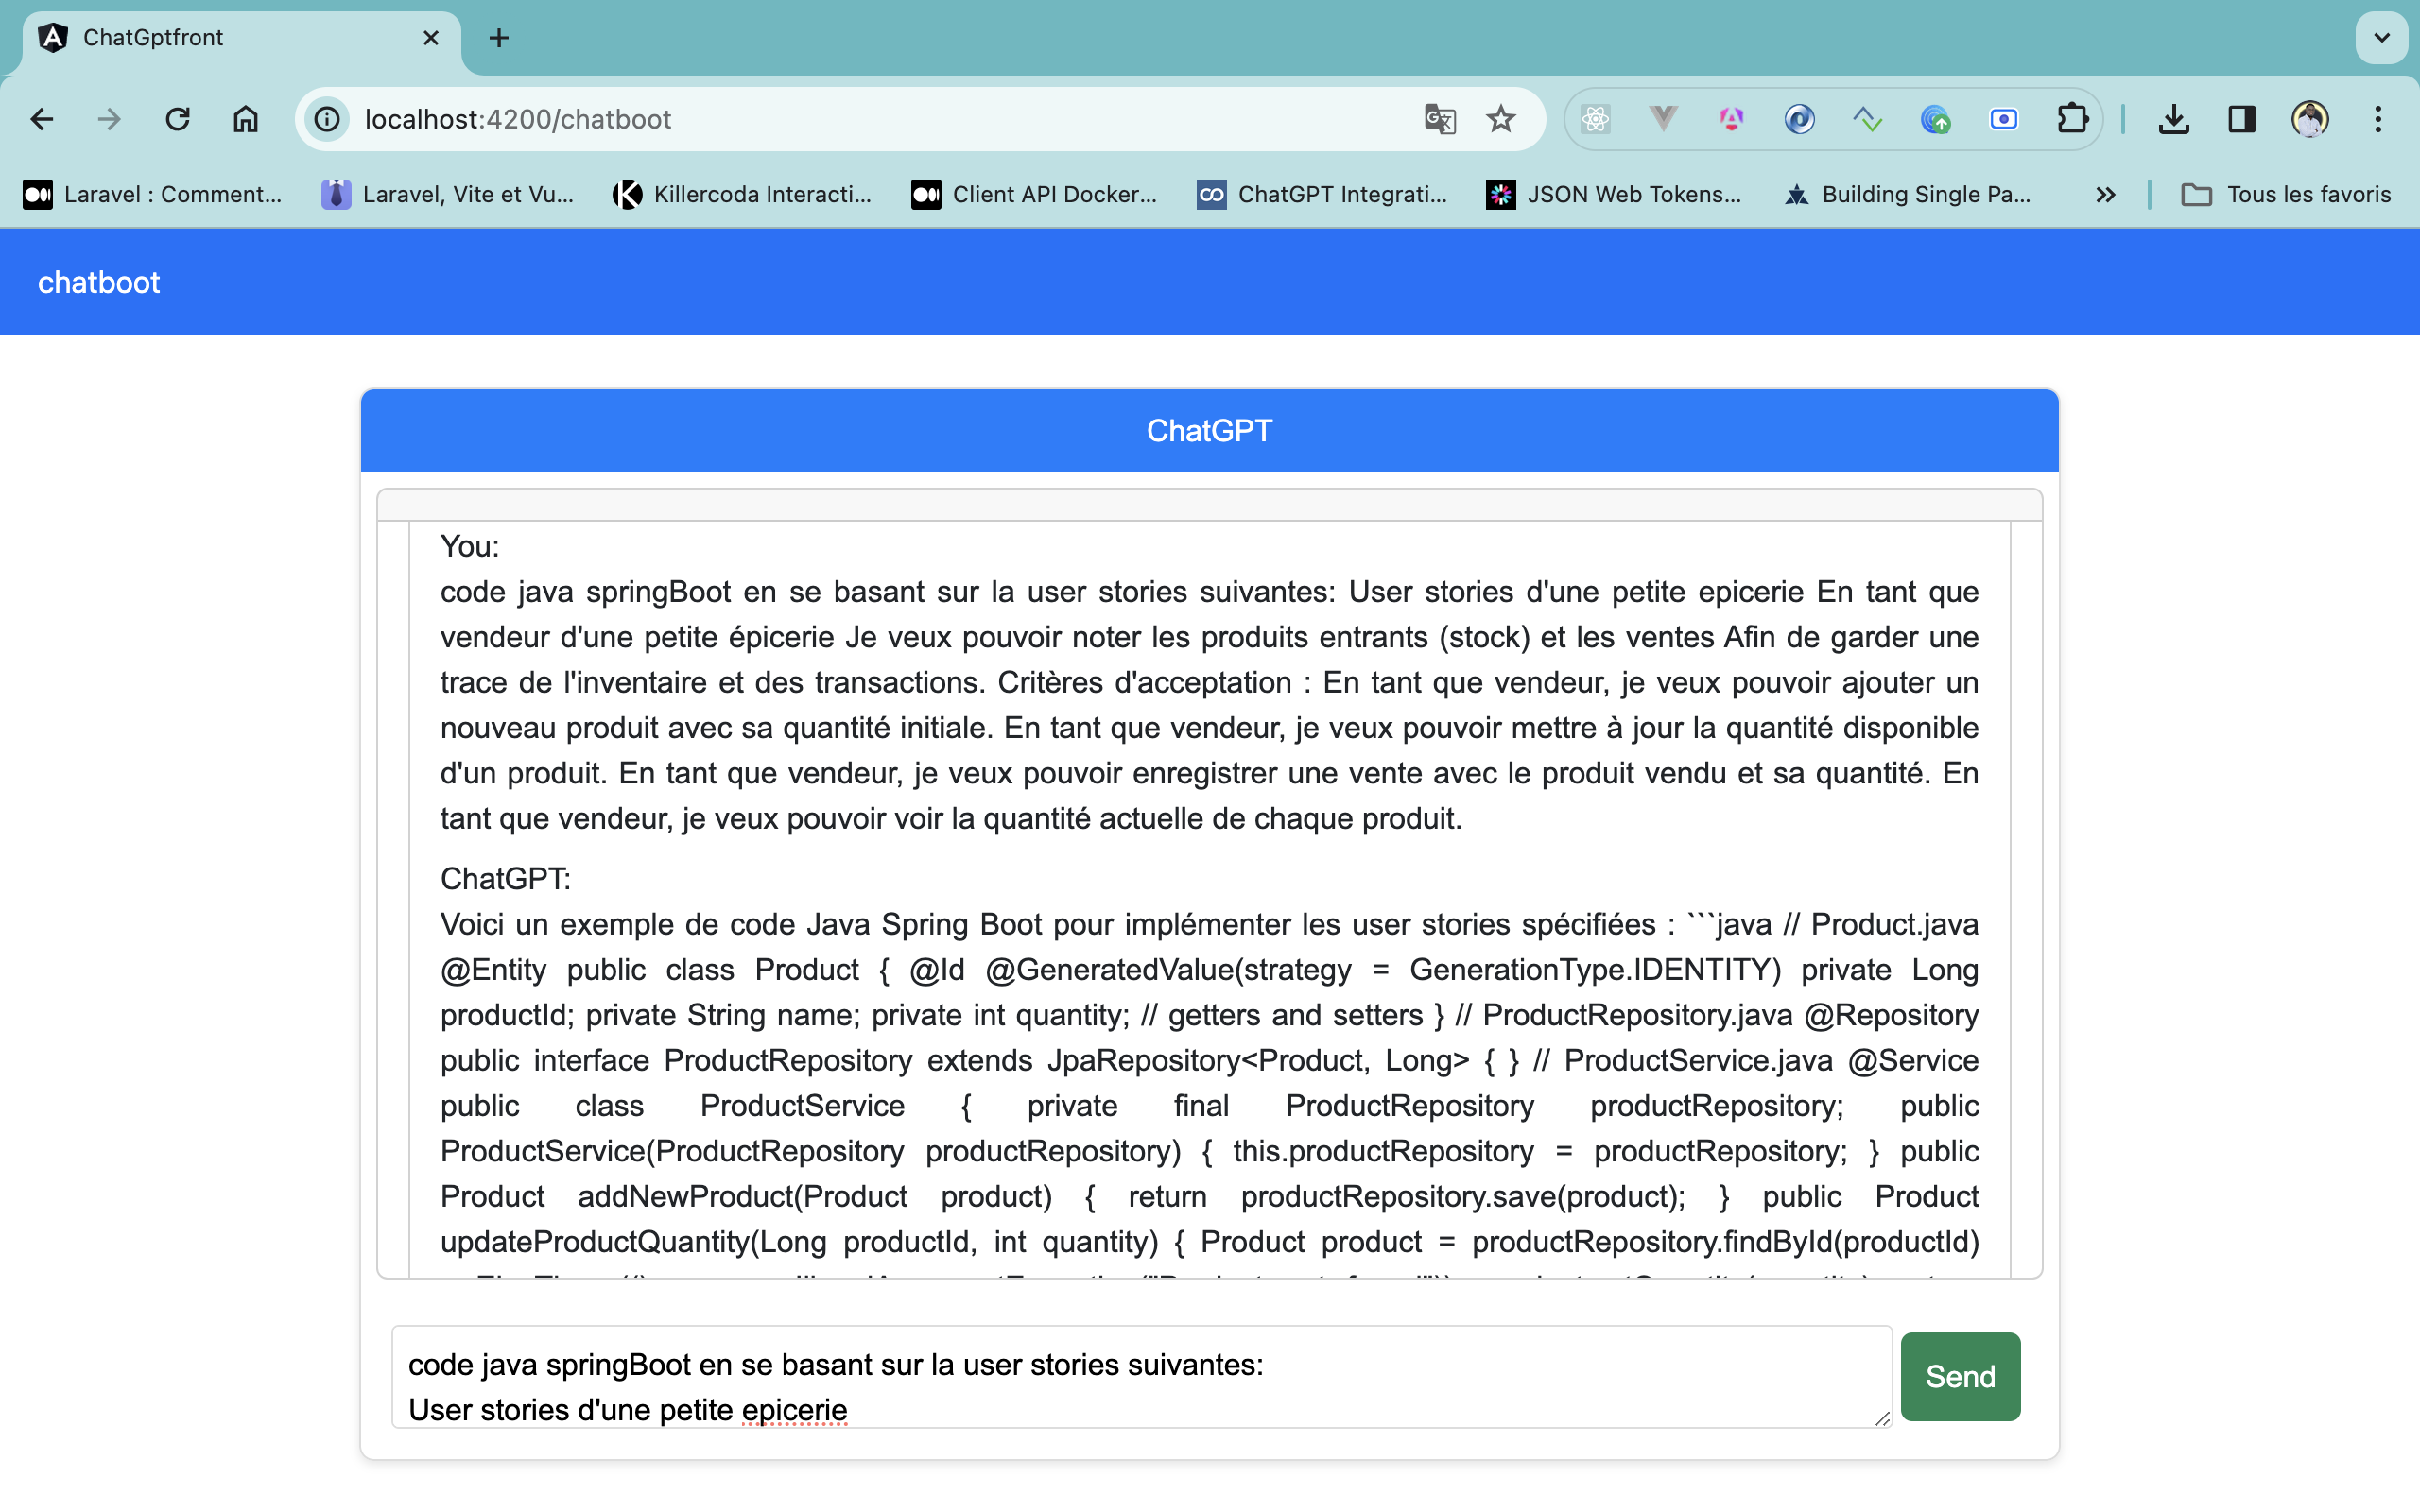 ChatGptfront
localhost:4200/chatboot
Laravel : Comment...
Laravel, Vite et Vu...
Killercoda Interacti...
Client API Docker...
ChatGPT Integrati...
JSON Web Tokens...
Building Single Pa...
Tous les favoris
chatboot
ChatGPT
You:
code java springBoot en se basant sur la user stories suivantes: User stories d'une petite epicerie En tant que
vendeur d'une petite épicerie Je veux pouvoir noter les produits entrants (stock) et les ventes Afin de garder une
trace de l'inventaire et des transactions. Critères d'acceptation : En tant que vendeur, je veux pouvoir ajouter un
nouveau produit avec sa quantité initiale. En tant que vendeur, je veux pouvoir mettre à jour la quantité disponible
d'un produit. En tant que vendeur, je veux pouvoir enregistrer une vente avec le produit vendu et sa quantité. En
tant que vendeur, je veux pouvoir voir la quantité actuelle de chaque produit.
ChatGPT:
Voici un exemple de code Java Spring Boot pour implémenter les user stories spécifiées : ```java // Product.java
@Entity public class Product { @Id @GeneratedValue(strategy = GenerationType.IDENTITY) private Long
productId; private String name; private int quantity; // getters and setters } // ProductRepository.java @Repository
public interface ProductRepository extends JpaRepository<Product, Long> { } // ProductService.java @Service
public class ProductService { private final ProductRepository productRepository; public
ProductService(ProductRepository productRepository) { this.productRepository = productRepository; } public
Product addNewProduct(Product product) { return productRepository.save(product); } public Product
updateProductQuantity(Long productId, int quantity) { Product product = productRepository.findById(productId)
code java springBoot en se basant sur la user stories suivantes:
User stories d'une petite epicerie
Send